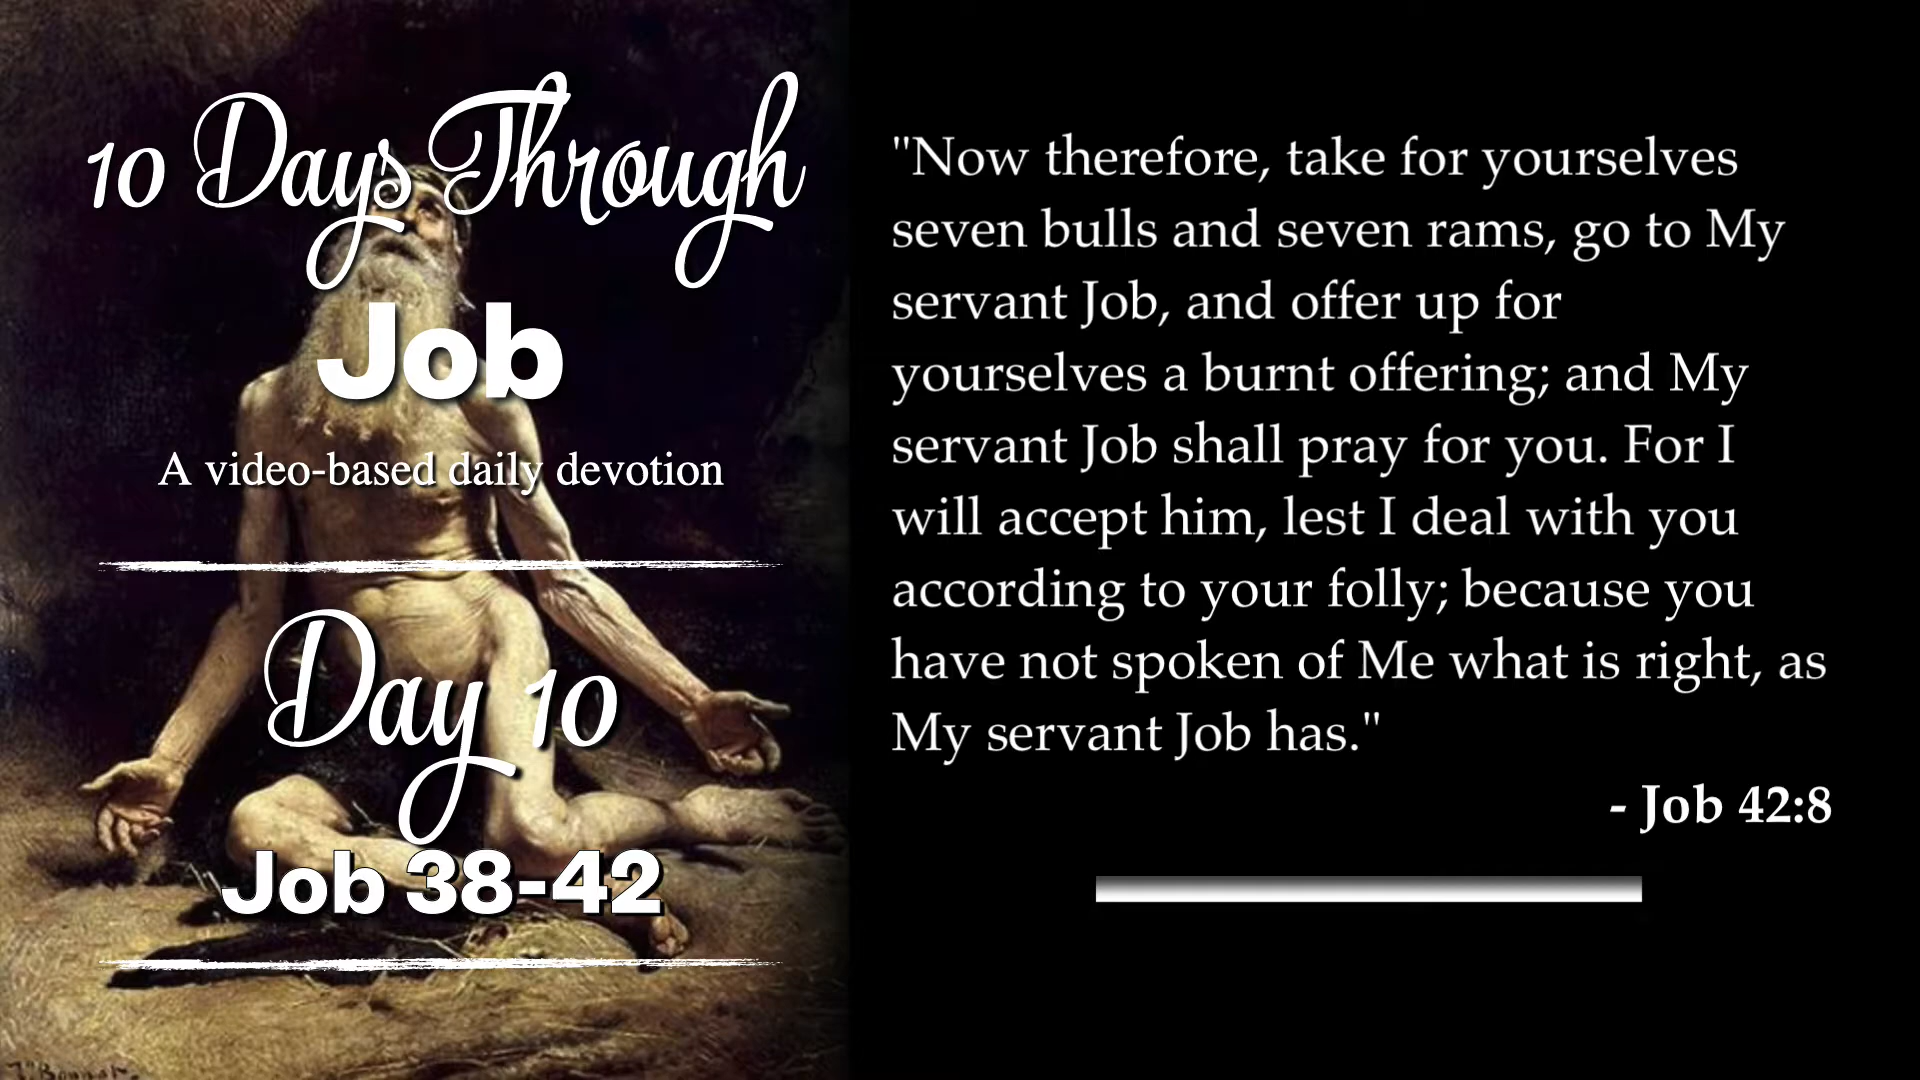 10 Days Through
Job
A video-based daily devotion
Day 10
Job 38-42
"Now therefore, take for yourselves
seven bulls and seven rams, go to My
servant Job, and offer up for
yourselves a burnt offering; and My
servant Job shall pray for you. For I
will accept him, lest I deal with you
according to your folly; because you
have not spoken of Me what is right, as
My servant Job has."
- Job 42:8